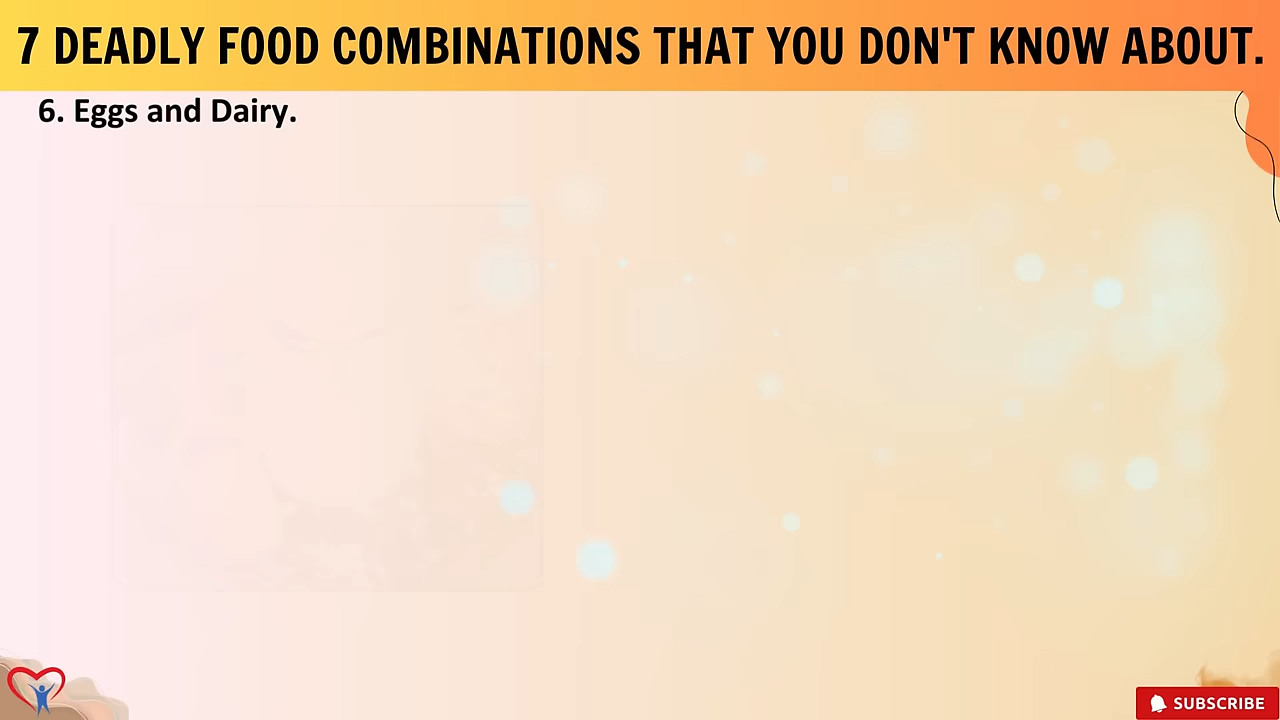 7 DEADLY FOOD COMBINATIONS THAT YOU DON'T KNOW ABOUT.
6. Eggs and Dairy.
SUBSCRIBE